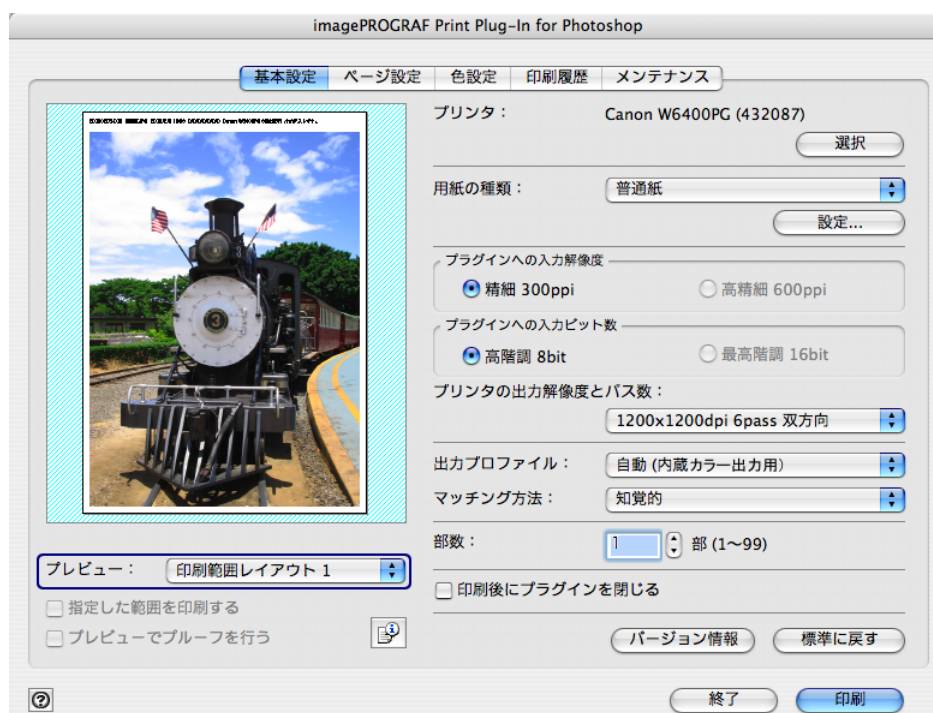 imagePROGRAF Print Plug-In for Photoshop
基本設定 ページ設定 色設定 印刷履歴 メンテナンス
プリンタ： Canon W6400PG (432087)
選択
用紙の種類： 普通紙
設定...
プラグインへの入力解像度
精細 300ppi 高精細 600ppi
プラグインへの入力ビット数
高階調 8bit 最高階調 16bit
プリンタの出力解像度とパス数：
1200x1200dpi 6pass 双方向
出力プロファイル： 自動 (内蔵カラー出力用)
マッチング方法： 知覚的
部数： 1 部 (1〜99)
印刷後にプラグインを閉じる
プレビュー： 印刷範囲レイアウト 1
指定した範囲を印刷する
プレビューでプルーフを行う
バージョン情報 標準に戻す
? 終了 印刷
3